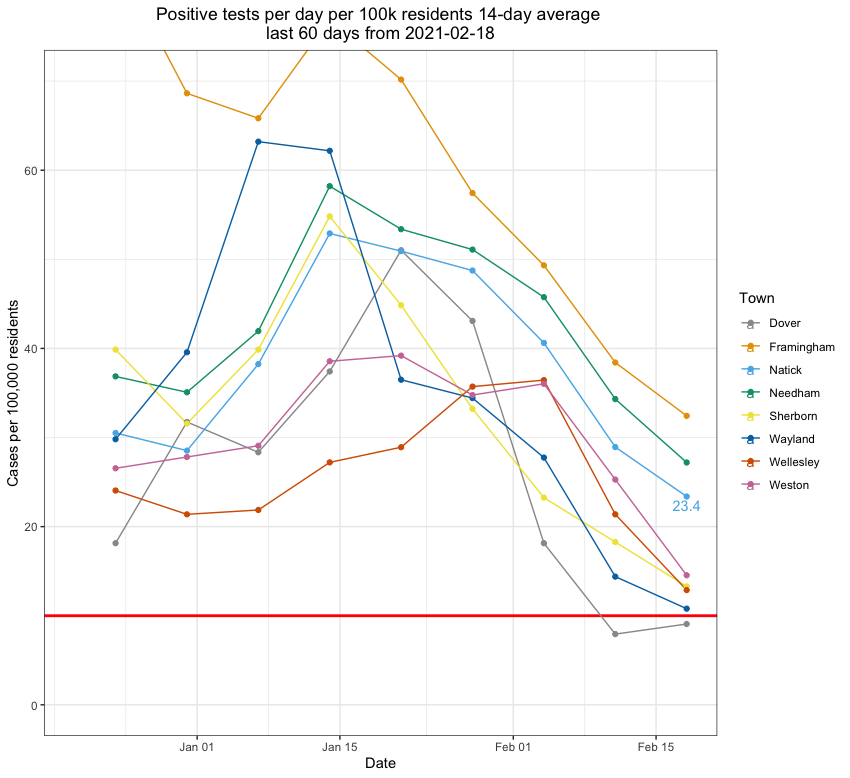 Positive tests per day per 100k residents 14-day average
last 60 days from 2021-02-18
Cases per 100,000 residents
60
40
20
0
23.4
Jan 01
Jan 15
Feb 01
Feb 15
Date
Town
Dover
Framingham
Natick
Needham
Sherborn
Wayland
Wellesley
Weston